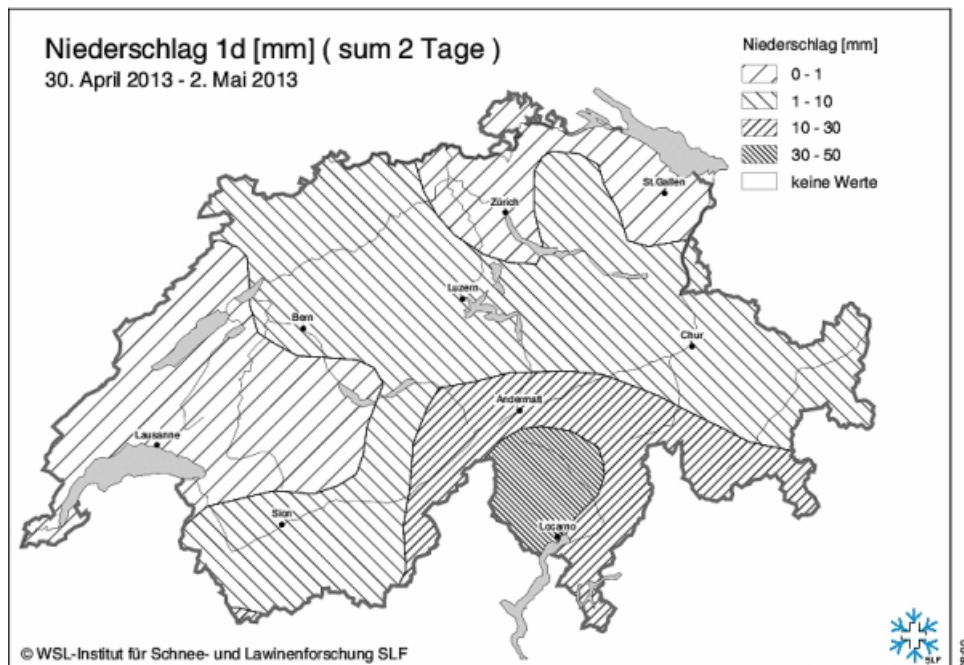 Niederschlag 1d [mm] ( sum 2 Tage )
30. April 2013 - 2. Mai 2013
Niederschlag [mm]
0 - 1
1 - 10
10 - 30
30 - 50
keine Werte
St.Gallen
Zürich
Luzern
Bern
Chur
Andermatt
Lausanne
Sion
Locarno
© WSL-Institut für Schnee- und Lawinenforschung SLF
SLF